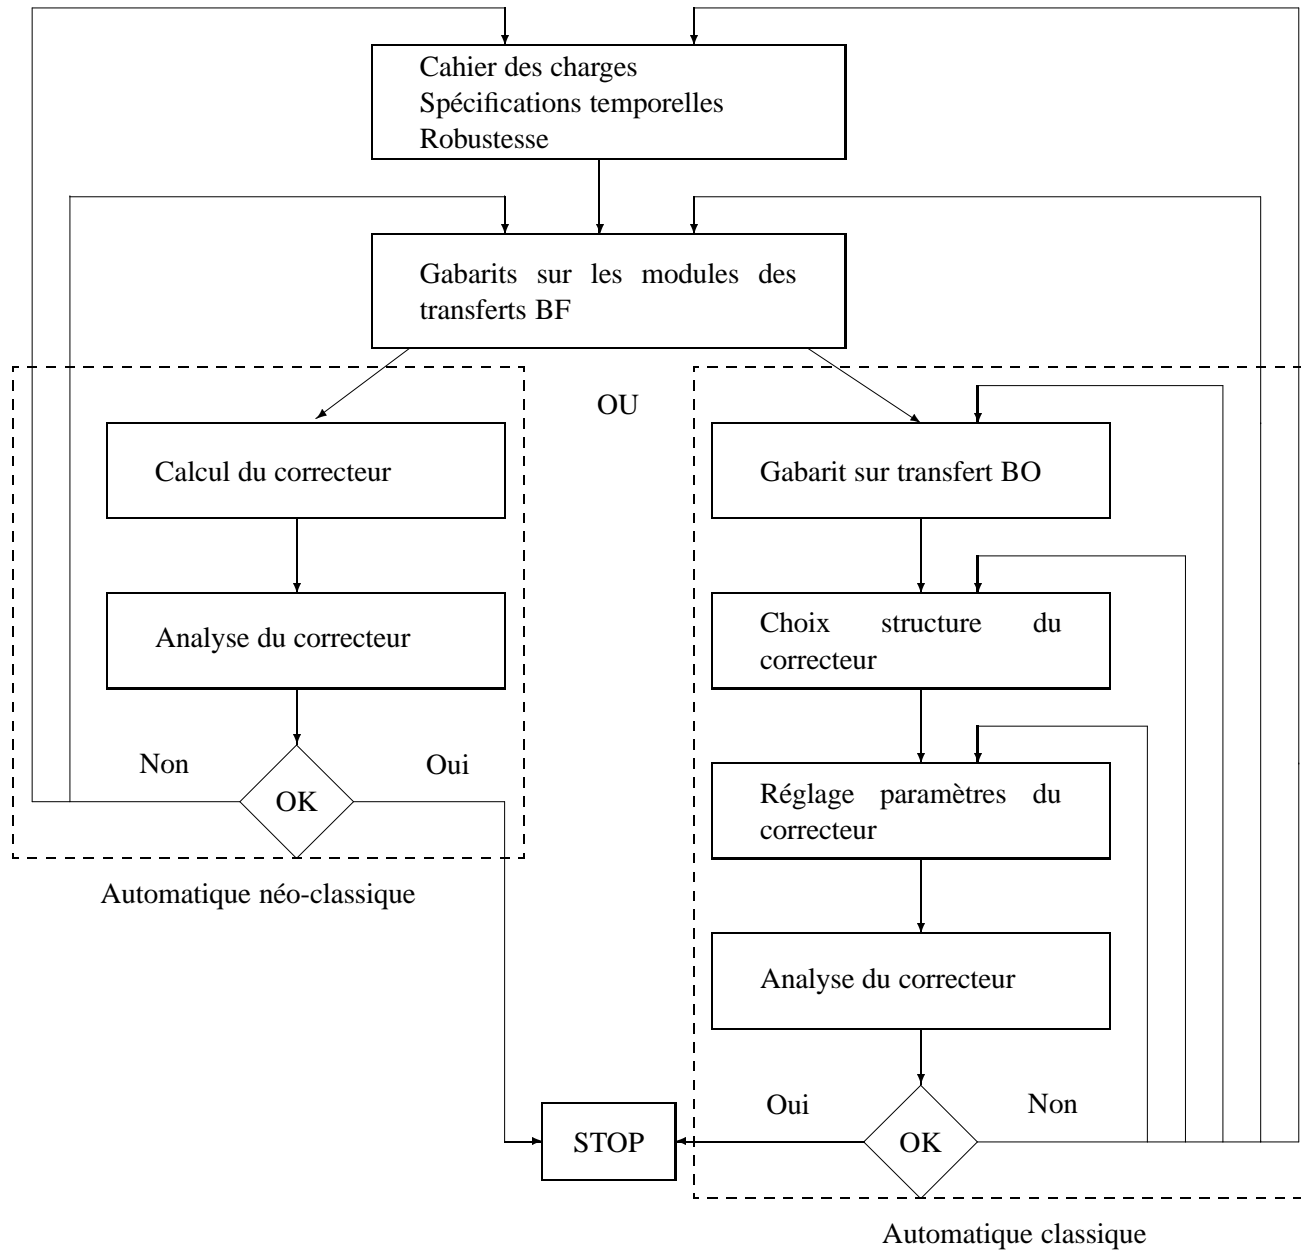 Cahier des charges
Spécifications temporelles
Robustesse
Gabarits sur les modules des
transferts BF
OU
Calcul du correcteur
Gabarit sur transfert BO
Analyse du correcteur
Choix structure du
correcteur
Non
Oui
OK
Réglage paramètres du
correcteur
Automatique néo-classique
Analyse du correcteur
Oui
Non
STOP
OK
Automatique classique